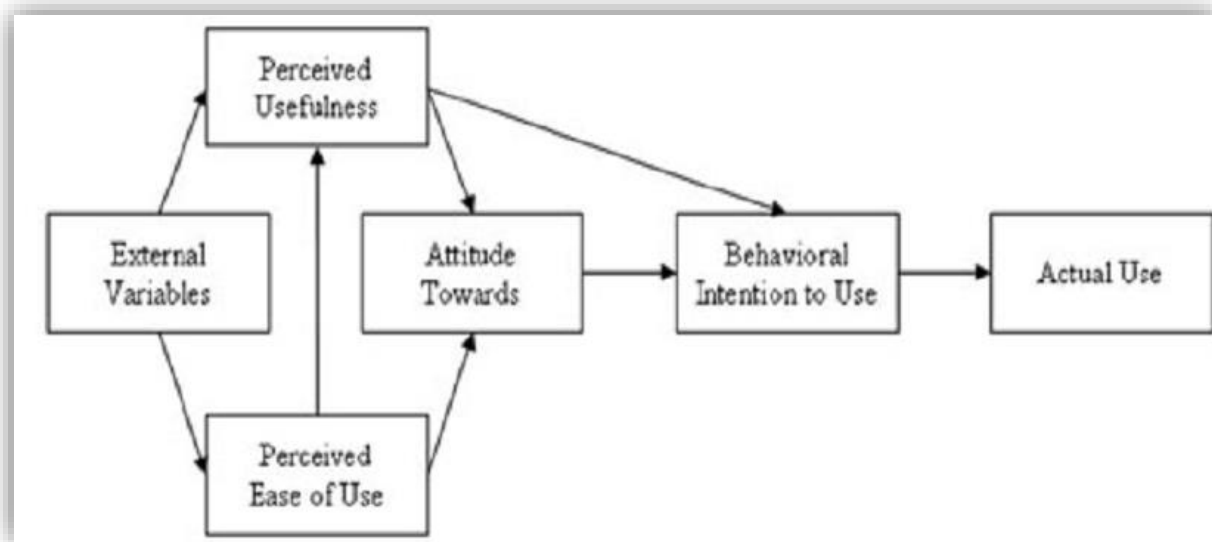 Perceived
Usefulness
External
Variables
Attitude
Towards
Behavioral
Intention to Use
Actual Use
Perceived
Ease of Use